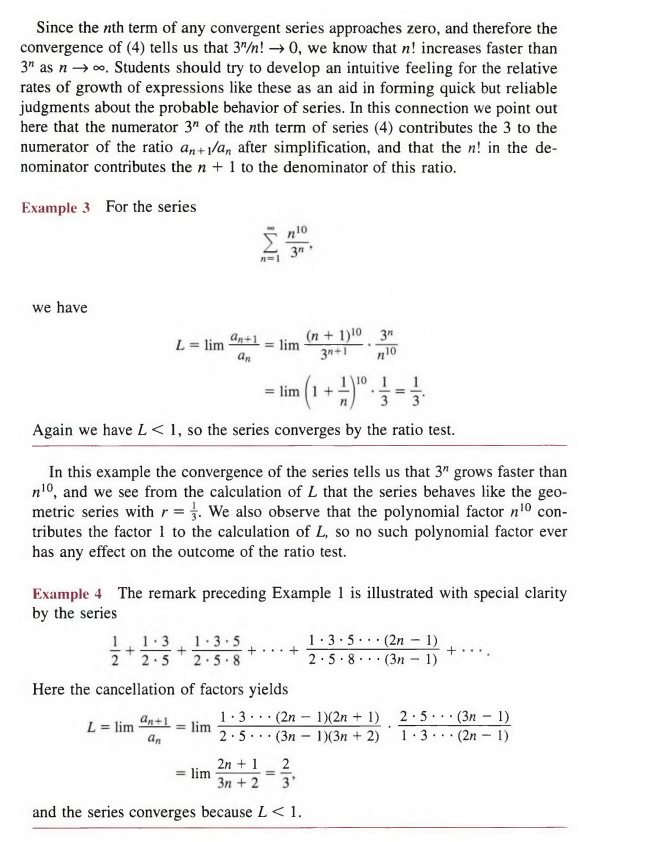 Since the nth term of any convergent series approaches zero, and therefore the
convergence of (4) tells us that 3ⁿ/n! → 0, we know that n! increases faster than
3ⁿ as n → ∞. Students should try to develop an intuitive feeling for the relative
rates of growth of expressions like these as an aid in forming quick but reliable
judgments about the probable behavior of series. In this connection we point out
here that the numerator 3ⁿ of the nth term of series (4) contributes the 3 to the
numerator of the ratio aₙ₊₁/aₙ after simplification, and that the n! in the de-
nominator contributes the n + 1 to the denominator of this ratio.
Example 3 For the series
∑_{n=1}^{∞} n¹⁰/3ⁿ,
we have
L = lim aₙ₊₁/aₙ = lim (n + 1)¹⁰/3ⁿ⁺¹ · 3ⁿ/n¹⁰
= lim (1 + 1/n)¹⁰ · 1/3 = 1/3.
Again we have L < 1, so the series converges by the ratio test.
In this example the convergence of the series tells us that 3ⁿ grows faster than
n¹⁰, and we see from the calculation of L that the series behaves like the geo-
metric series with r = ⅓. We also observe that the polynomial factor n¹⁰ con-
tributes the factor 1 to the calculation of L, so no such polynomial factor ever
has any effect on the outcome of the ratio test.
Example 4 The remark preceding Example 1 is illustrated with special clarity
by the series
1/2 + (1 · 3)/(2 · 5) + (1 · 3 · 5)/(2 · 5 · 8) + · · · + (1 · 3 · 5 · · · (2n − 1))/(2 · 5 · 8 · · · (3n − 1)) + · · · .
Here the cancellation of factors yields
L = lim aₙ₊₁/aₙ = lim (1 · 3 · · · (2n − 1)(2n + 1))/(2 · 5 · · · (3n − 1)(3n + 2)) · (2 · 5 · · · (3n − 1))/(1 · 3 · · · (2n − 1))
= lim (2n + 1)/(3n + 2) = 2/3,
and the series converges because L < 1.